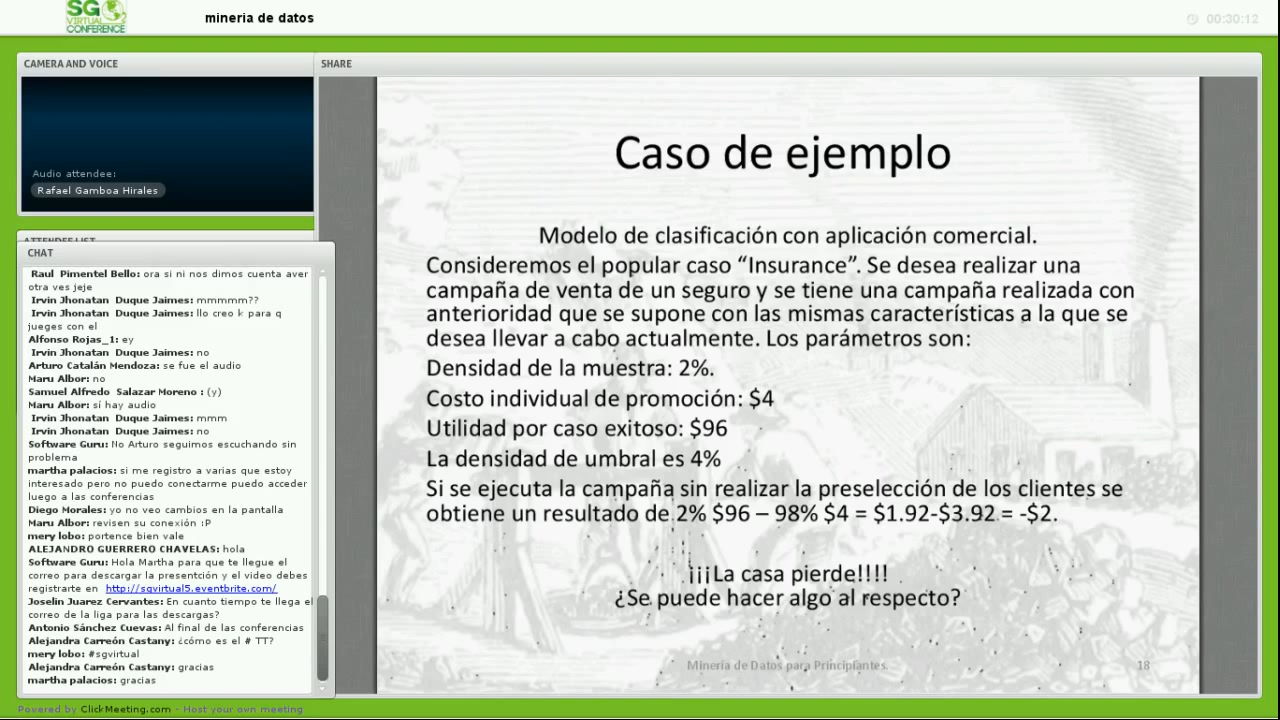 SG
VIRTUAL
CONFERENCE
mineria de datos
00:30:12
CAMERA AND VOICE
Audio attendee:
Rafael Gamboa Hirales
ATTENDEE LIST
CHAT
Raul Pimentel Bello: ora si ni nos dimos cuenta aver
otra ves jeje
Irvin Jhonatan Duque Jaimes: mmmmm??
Irvin Jhonatan Duque Jaimes: llo creo k para q
jueges con el
Alfonso Rojas_1: ey
Irvin Jhonatan Duque Jaimes: no
Arturo Catalán Mendoza: se fue el audio
Maru Albor: no
Samuel Alfredo Salazar Moreno : (y)
Maru Albor: sí hay audio
Irvin Jhonatan Duque Jaimes: mmm
Irvin Jhonatan Duque Jaimes: no
Software Guru: No Arturo seguimos escuchando sin
problema
martha palacios: si me registro a varias que estoy
interesado pero no puedo conectarme puedo acceder
luego a las conferencias
Diego Morales: yo no veo cambios en la pantalla
Maru Albor: revisen su conexión :P
mery lobo: portence bien vale
ALEJANDRO GUERRERO CHAVELAS: hola
Software Guru: Hola Martha para que te llegue el
correo para descargar la presentción y el video debes
registrarte en http://sgvirtual5.eventbrite.com/
Joselin Juarez Cervantes: En cuanto tiempo te llega el
correo de la liga para las descargas?
Antonio Sánchez Cuevas: Al final de las conferencias
Alejandra Carreón Castany: ¿cómo es el # TT?
mery lobo: #sgvirtual
Alejandra Carreón Castany: gracias
martha palacios: gracias
SHARE
Caso de ejemplo
Modelo de clasificación con aplicación comercial.
Consideremos el popular caso “Insurance”. Se desea realizar una
campaña de venta de un seguro y se tiene una campaña realizada con
anterioridad que se supone con las mismas características a la que se
desea llevar a cabo actualmente. Los parámetros son:
Densidad de la muestra: 2%.
Costo individual de promoción: $4
Utilidad por caso exitoso: $96
La densidad de umbral es 4%
Si se ejecuta la campaña sin realizar la preselección de los clientes se
obtiene un resultado de 2% $96 – 98% $4 = $1.92-$3.92 = -$2.
¡¡¡La casa pierde!!!!
¿Se puede hacer algo al respecto?
Minería de Datos para Principiantes.
18
Powered by ClickMeeting.com - Host your own meeting